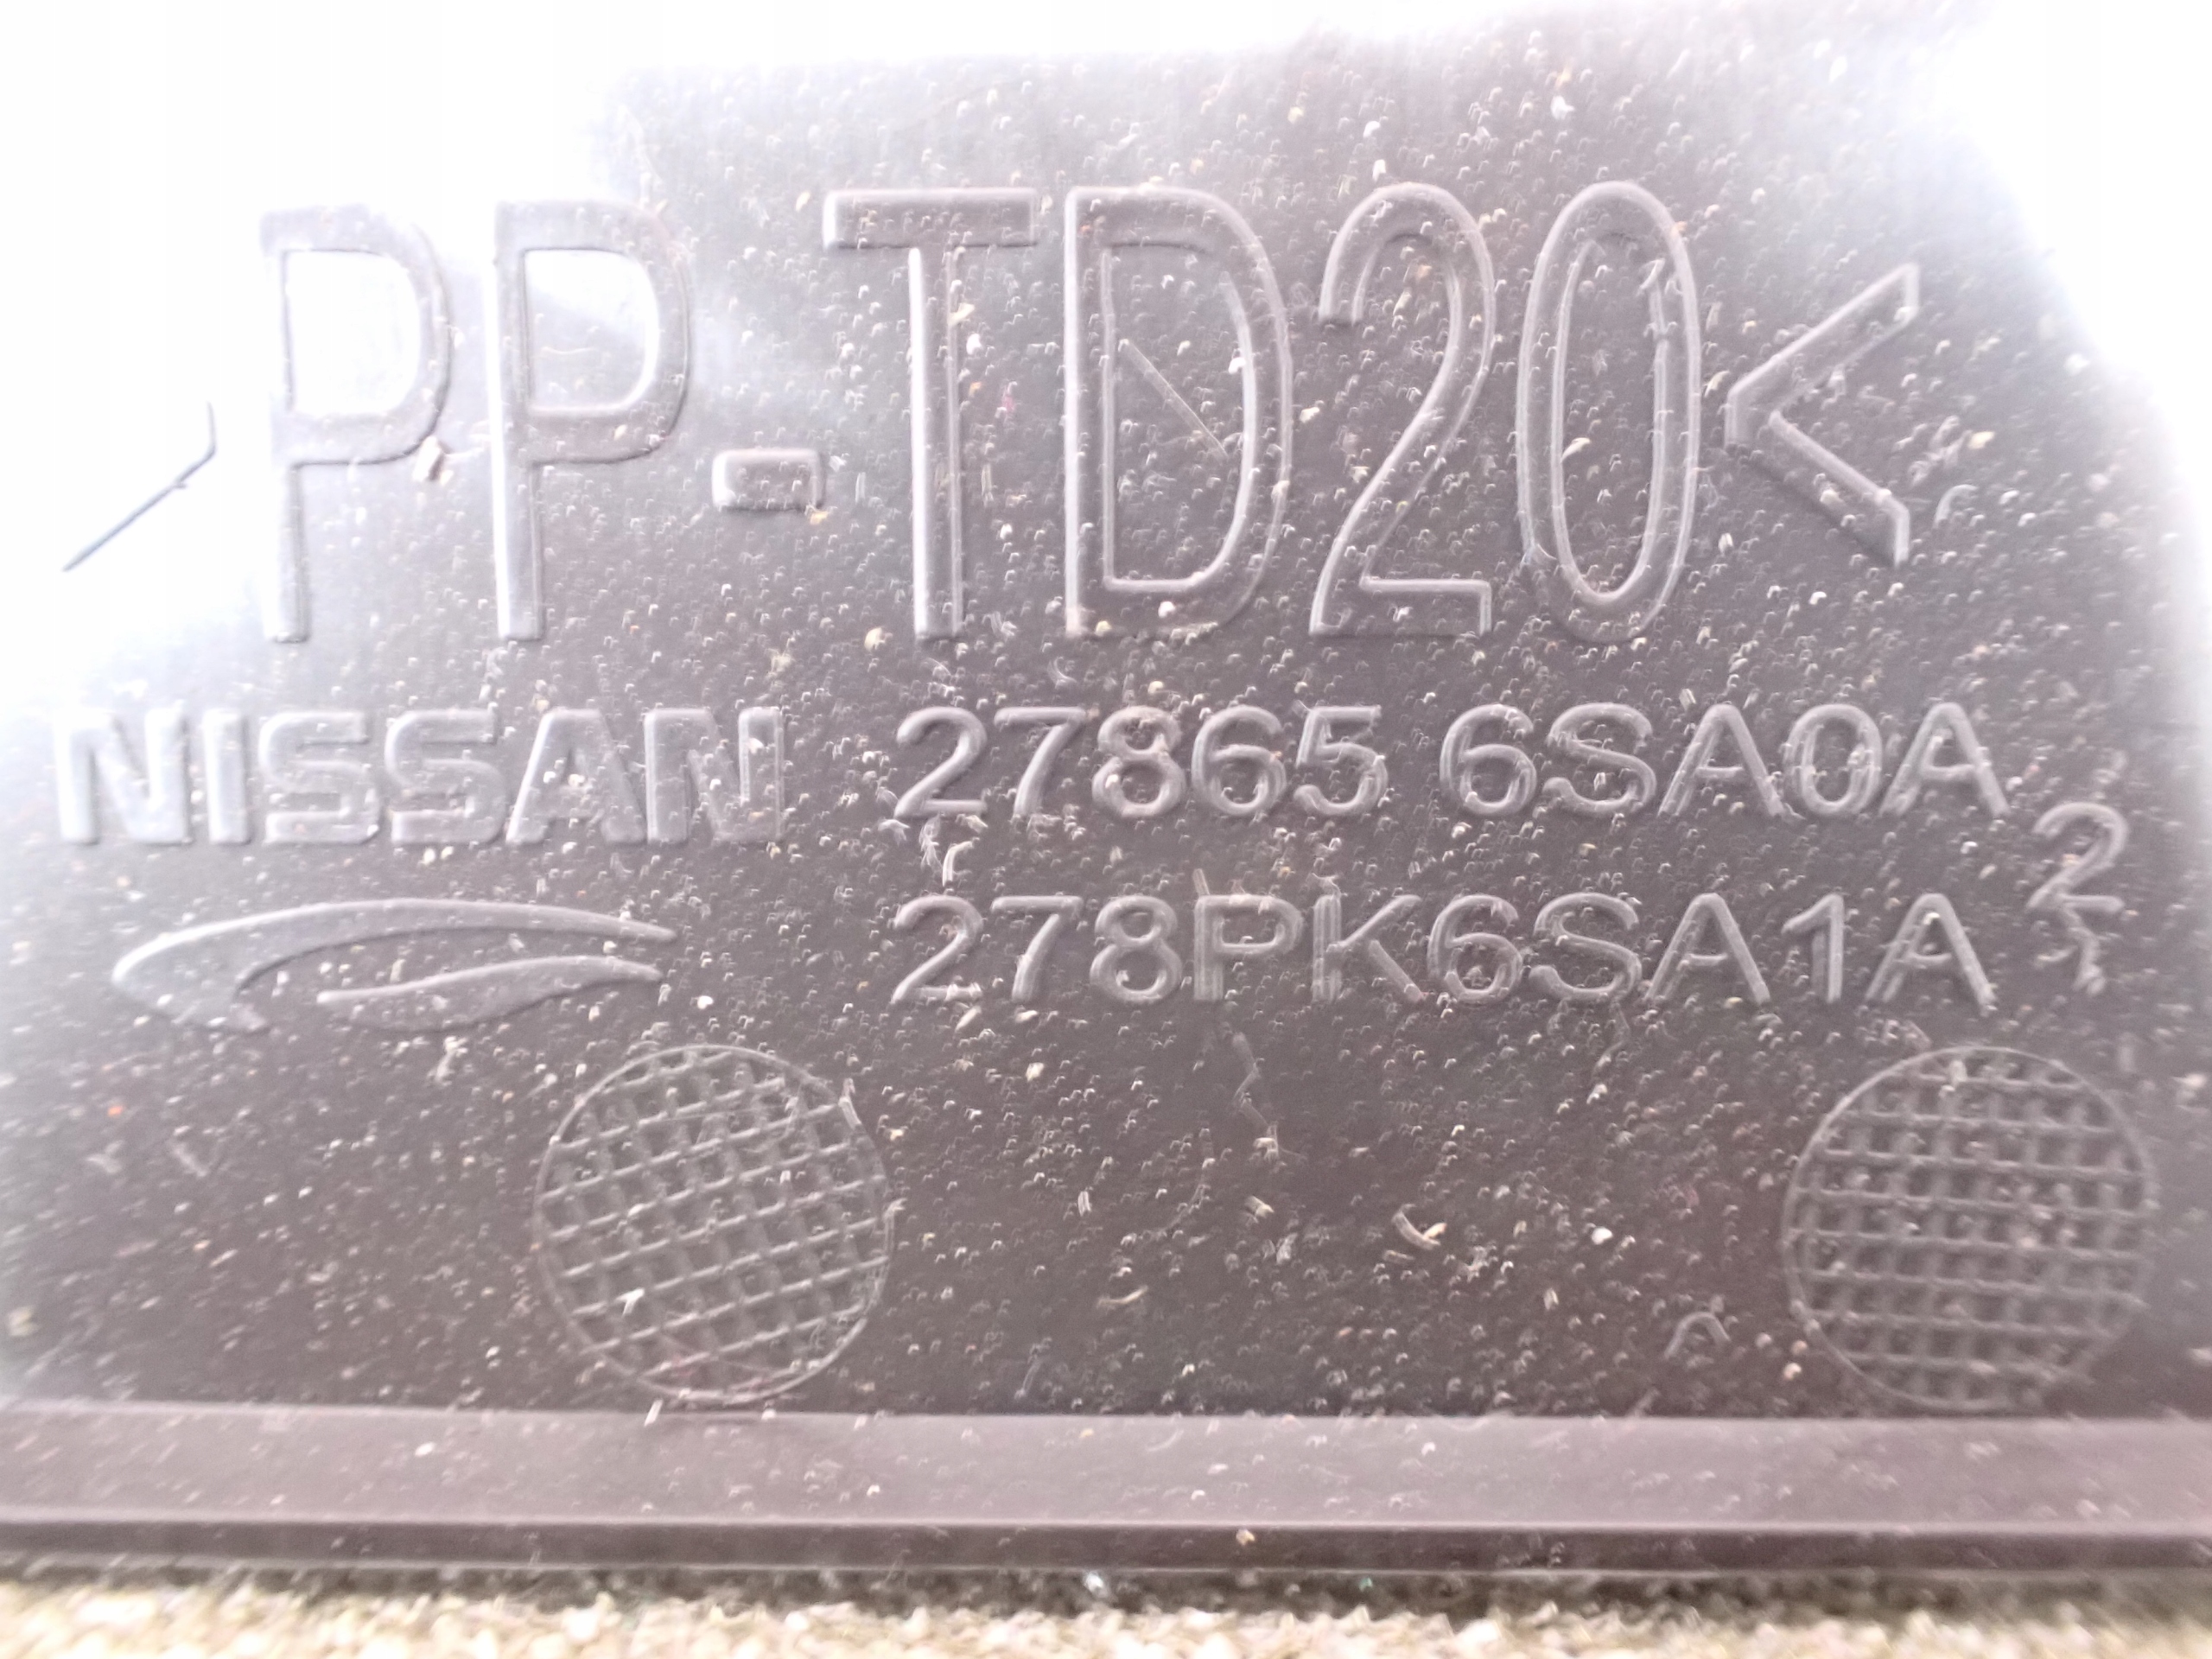 >PP-TD20<
NISSAN 27865 6SA0A
278PK6SA1A
2